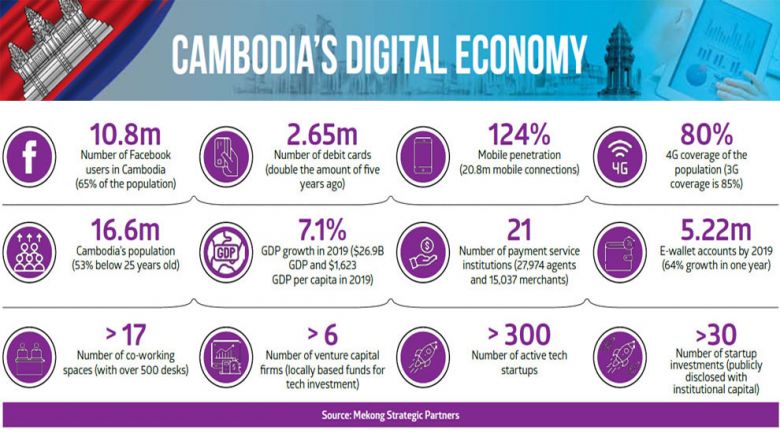 CAMBODIA'S DIGITAL ECONOMY
10.8m
Number of Facebook
users in Cambodia
(65% of the population)
2.65m
Number of debit cards
(double the amount of five
years ago)
124%
Mobile penetration
(20.8m mobile connections)
4G
80%
4G coverage of the
population (3G
coverage is 85%)
16.6m
Cambodia's population
(53% below 25 years old)
GDP
7.1%
GDP growth in 2019 ($26.9B
GDP and $1,623
GDP per capita in 2019)
21
Number of payment service
institutions (27,974 agents
and 15,037 merchants)
5.22m
E-wallet accounts by 2019
(64% growth in one year)
> 17
Number of co-working
spaces (with over 500 desks)
> 6
Number of venture capital
firms (locally based funds for
tech investment)
> 300
Number of active tech
startups
>30
Number of startup
investments (publicly
disclosed with
institutional capital)
Source: Mekong Strategic Partners